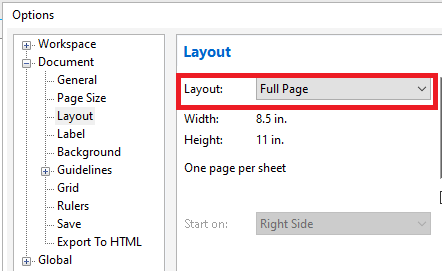 Options
Workspace
Document
General
Page Size
Layout
Label
Background
Guidelines
Grid
Rulers
Save
Export To HTML
Global
Layout
Layout: Full Page
Width: 8.5 in.
Height: 11 in.
One page per sheet
Start on: Right Side